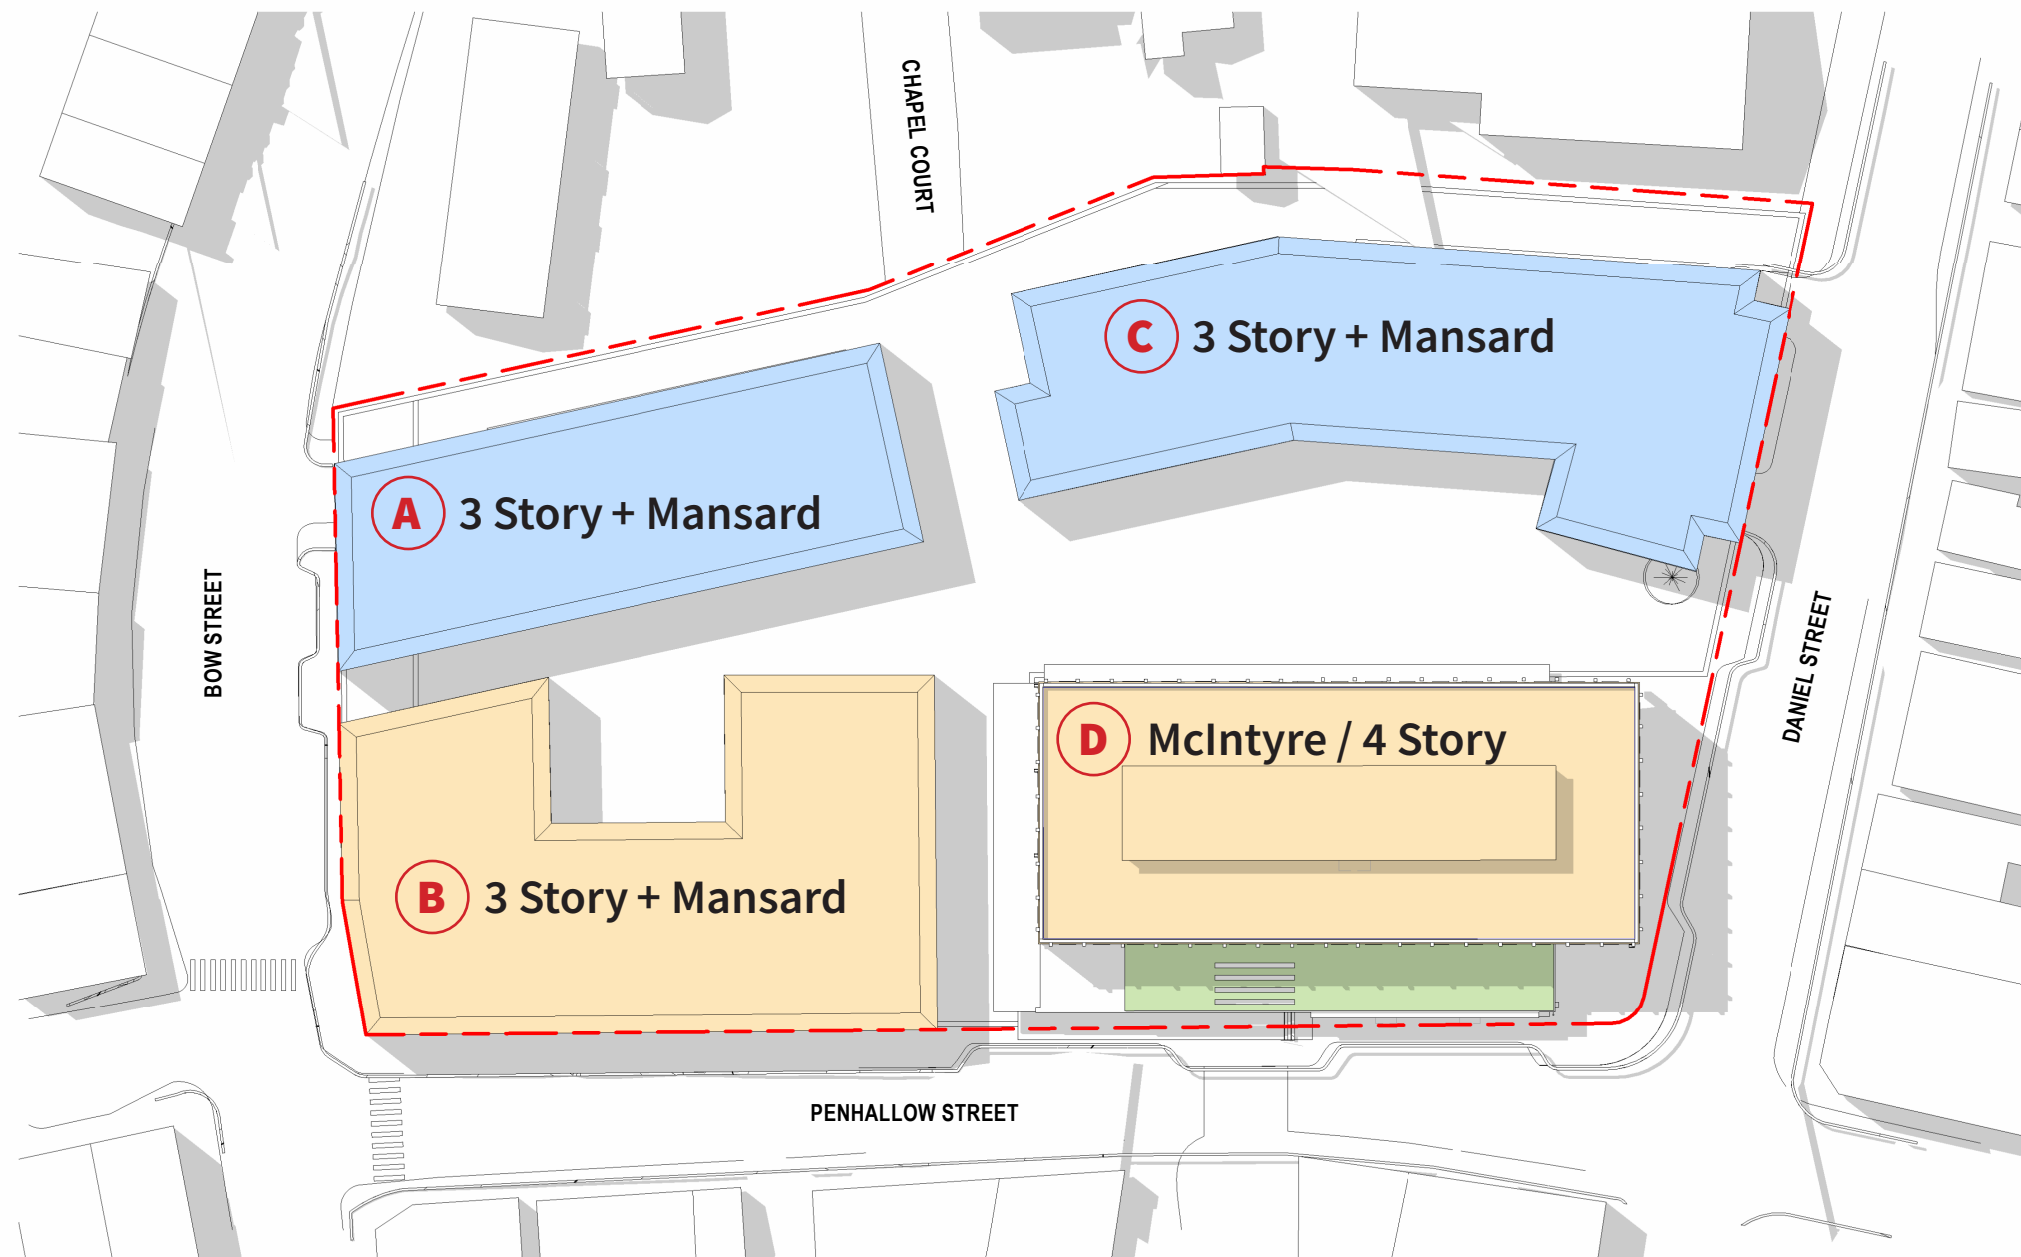 CHAPEL COURT
C 3 Story + Mansard
A 3 Story + Mansard
BOW STREET
DANIEL STREET
D McIntyre / 4 Story
B 3 Story + Mansard
PENHALLOW STREET